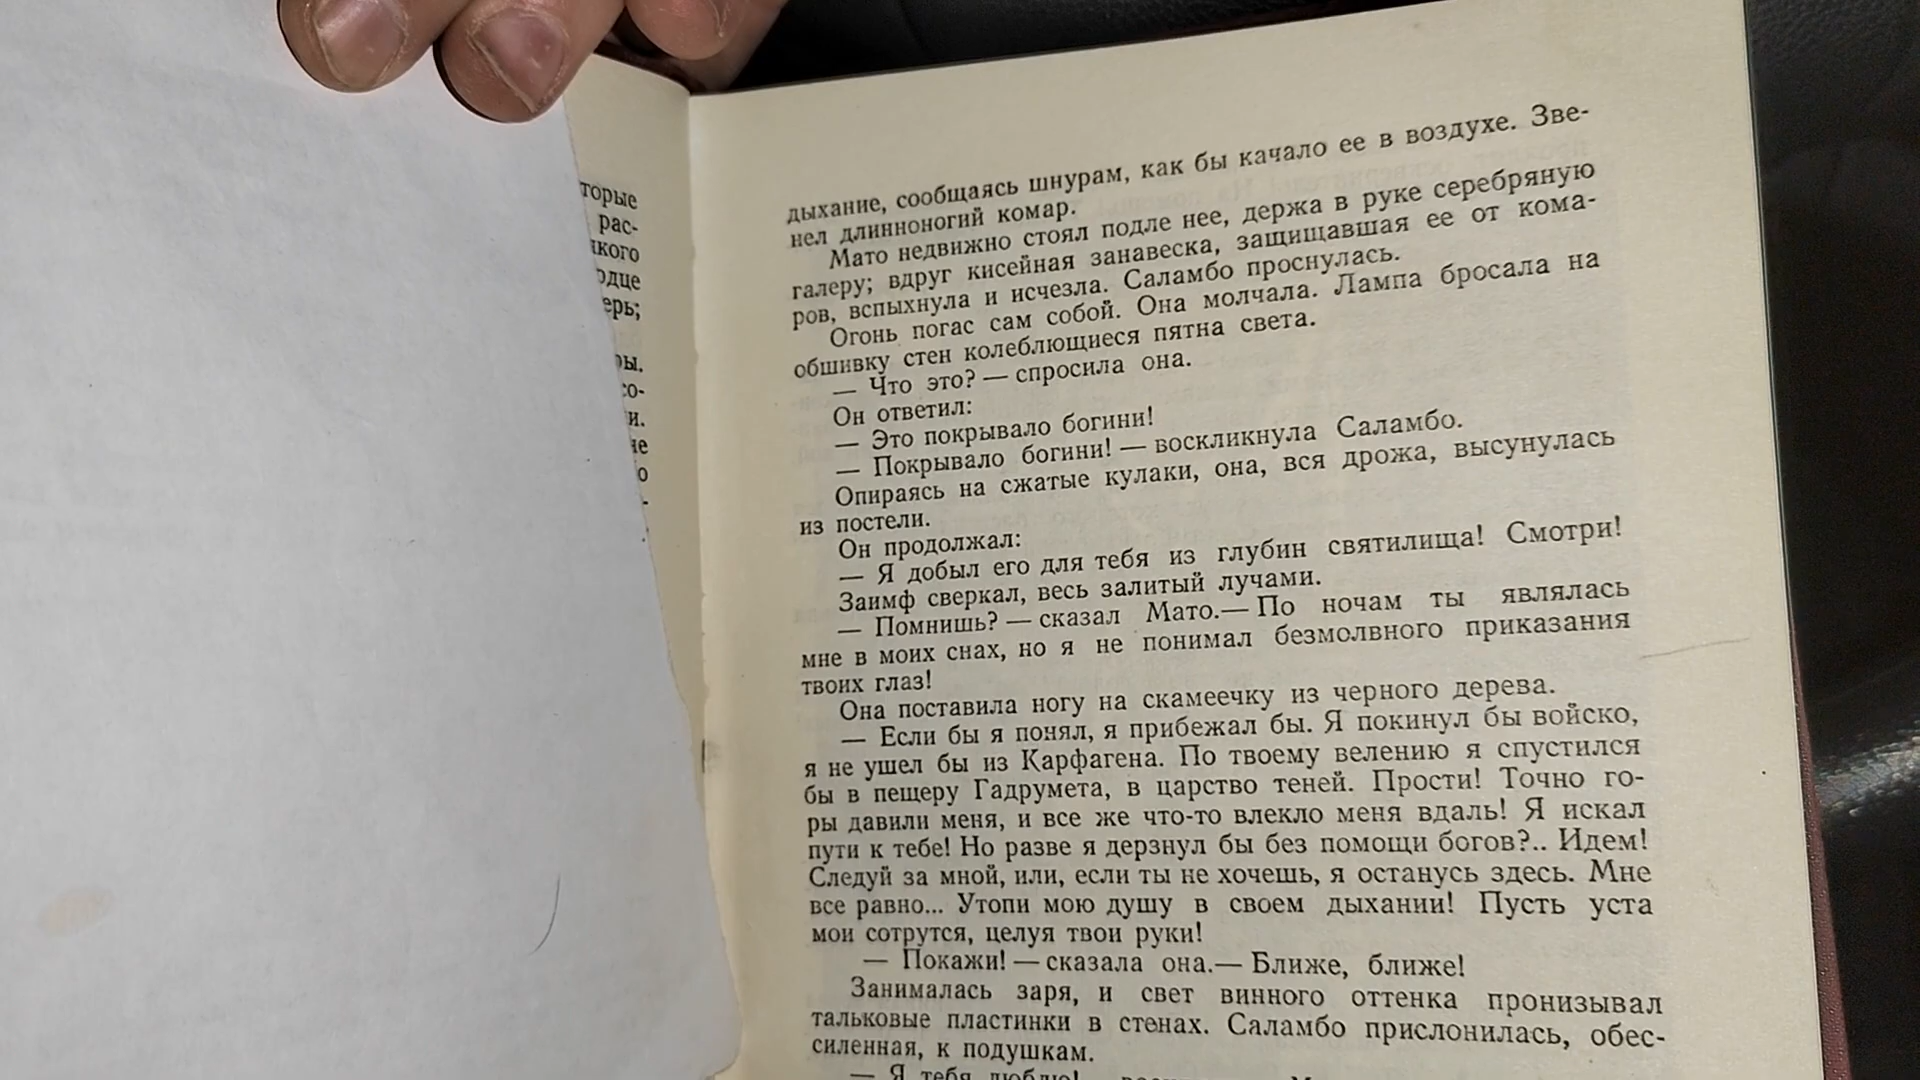 торые
рас-
дыхание, сообщаясь шнурам, как бы качало ее в воздухе. Зве-
нел длинноногий комар.
Мато недвижно стоял подле нее, держа в руке серебряную
галеру; вдруг кисейная занавеска, защищавшая ее от кома-
ров, вспыхнула и исчезла. Саламбо проснулась.
Огонь погас сам собой. Она молчала. Лампа бросала на
обшивку стен колеблющиеся пятна света.
— Что это? — спросила она.
Он ответил:
— Это покрывало богини!
— Покрывало богини! — воскликнула Саламбо.
Опираясь на сжатые кулаки, она, вся дрожа, высунулась
из постели.
Он продолжал:
— Я добыл его для тебя из глубин святилища! Смотри!
Заимф сверкал, весь залитый лучами.
— Помнишь? — сказал Мато.— По ночам ты являлась
мне в моих снах, но я не понимал безмолвного приказания
твоих глаз!
Она поставила ногу на скамеечку из черного дерева.
— Если бы я понял, я прибежал бы. Я покинул бы войско,
я не ушел бы из Карфагена. По твоему велению я спустился
бы в пещеру Гадрумета, в царство теней. Прости! Точно го-
ры давили меня, и все же что-то влекло меня вдаль! Я искал
пути к тебе! Но разве я дерзнул бы без помощи богов?.. Идем!
Следуй за мной, или, если ты не хочешь, я останусь здесь. Мне
все равно... Утопи мою душу в своем дыхании! Пусть уста
мои сотрутся, целуя твои руки!
— Покажи! — сказала она.— Ближе, ближе!
Занималась заря, и свет винного оттенка пронизывал
тальковые пластинки в стенах. Саламбо прислонилась, обес-
силенная, к подушкам.
— Я тебя люблю!